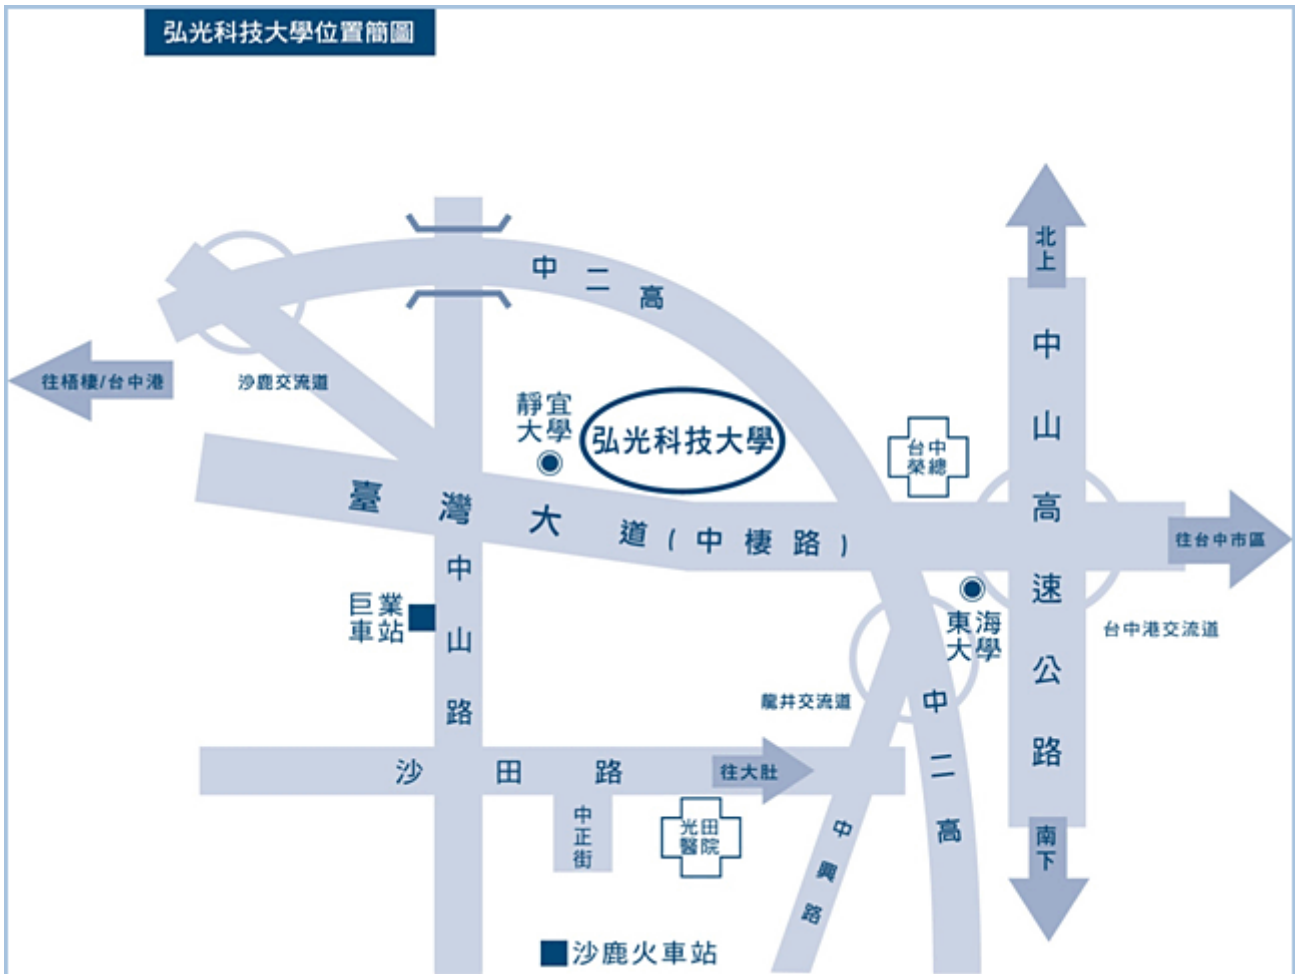 弘光科技大學位置簡圖
北上
中二高
中山高速公路
往梧棲/台中港
沙鹿交流道
靜宜
大學
弘光科技大學
台中
榮總
臺灣大道(中棲路)
往台中市區
中山路
巨業
車站
東海
大學
台中港交流道
龍井交流道
中二高
沙田路
往大肚
中正街
光田
醫院
中興路
南下
沙鹿火車站